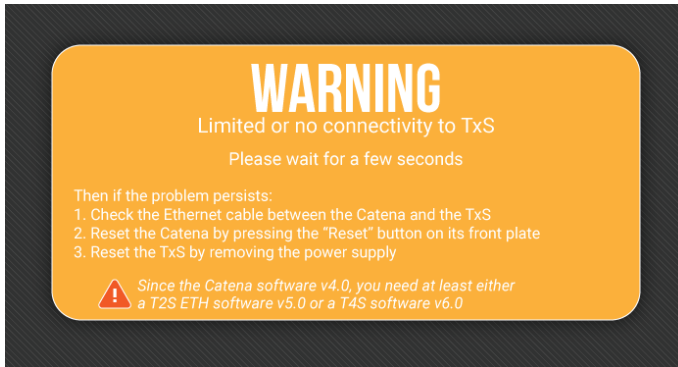 WARNING
Limited or no connectivity to TxS
Please wait for a few seconds
Then if the problem persists:
1. Check the Ethernet cable between the Catena and the TxS
2. Reset the Catena by pressing the “Reset” button on its front plate
3. Reset the TxS by removing the power supply
Since the Catena software v4.0, you need at least either
a T2S ETH software v5.0 or a T4S software v6.0